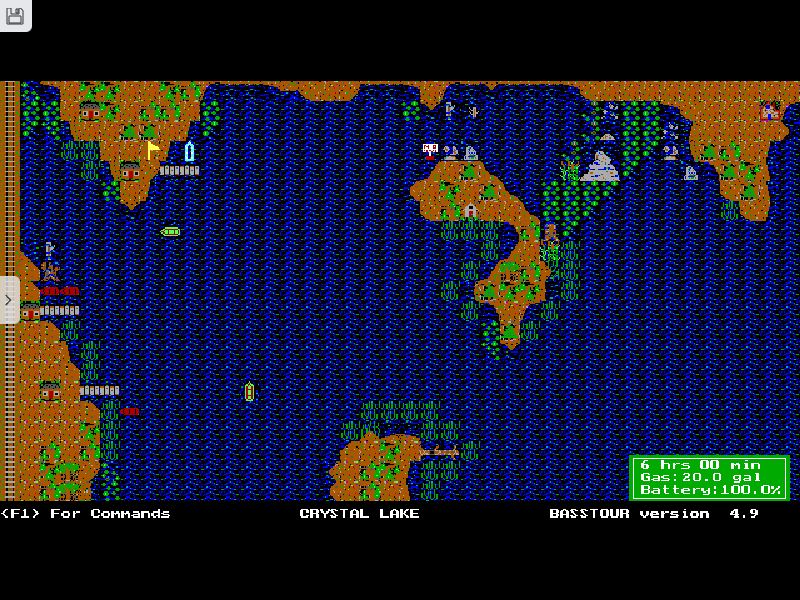 6 hrs 00 min
Gas:20.0 gal
Battery:100.0%
<F1> For Commands CRYSTAL LAKE BASSTOUR version 4.9